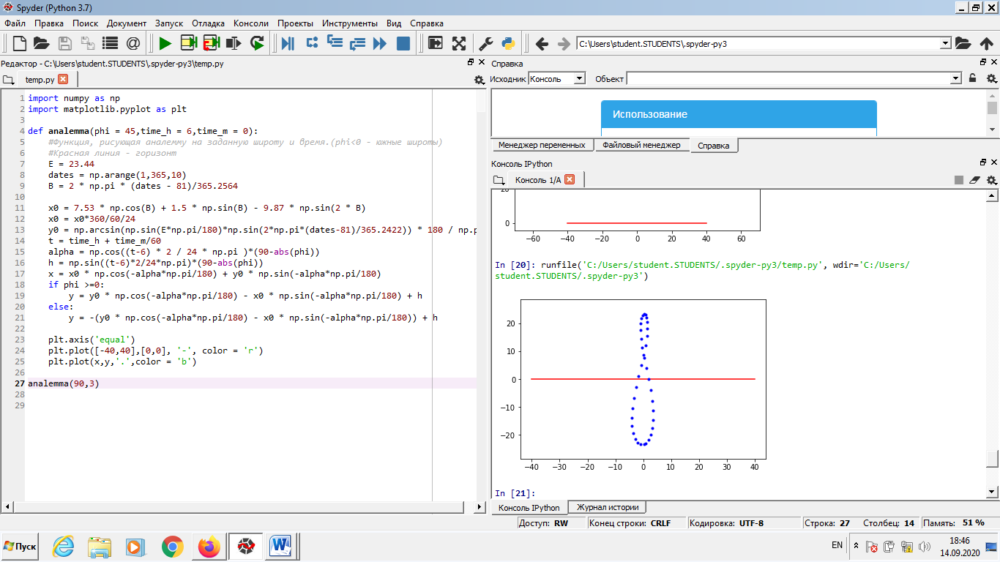 Spyder (Python 3.7)
Файл Правка Поиск Документ Запуск Отладка Консоли Проекты Инструменты Вид Справка
C:\Users\student.STUDENTS\.spyder-py3
Редактор - C:\Users\student.STUDENTS\.spyder-py3\temp.py
temp.py
1 import numpy as np
2 import matplotlib.pyplot as plt
3
4 def analemma(phi = 45,time_h = 6,time_m = 0):
5 #Функция, рисующая аналемму на заданную широту и время.(phi<0 - южные широты)
6 #Красная линия - горизонт
7 E = 23.44
8 dates = np.arange(1,365,10)
9 B = 2 * np.pi * (dates - 81)/365.2564
10
11 x0 = 7.53 * np.cos(B) + 1.5 * np.sin(B) - 9.87 * np.sin(2 * B)
12 x0 = x0*360/60/24
13 y0 = np.arcsin(np.sin(E*np.pi/180)*np.sin(2*np.pi*(dates-81)/365.2422)) * 180 / np.p
14 t = time_h + time_m/60
15 alpha = np.cos((t-6) * 2 / 24 * np.pi )*(90-abs(phi))
16 h = np.sin((t-6)*2/24*np.pi)*(90-abs(phi))
17 x = x0 * np.cos(-alpha*np.pi/180) + y0 * np.sin(-alpha*np.pi/180)
18 if phi >=0:
19 y = y0 * np.cos(-alpha*np.pi/180) - x0 * np.sin(-alpha*np.pi/180) + h
20 else:
21 y = -(y0 * np.cos(-alpha*np.pi/180) - x0 * np.sin(-alpha*np.pi/180)) + h
22
23 plt.axis('equal')
24 plt.plot([-40,40],[0,0], '-', color = 'r')
25 plt.plot(x,y,'.',color = 'b')
26
27 analemma(90,3)
28
29
Справка
Исходник Консоль Объект
Использование
Менеджер переменных Файловый менеджер Справка
Консоль IPython
Консоль 1/A
20
0
−60 −40 −20 0 20 40 60
In [20]: runfile('C:/Users/student.STUDENTS/.spyder-py3/temp.py', wdir='C:/Users/
student.STUDENTS/.spyder-py3')
20
10
0
−10
−20
−40 −30 −20 −10 0 10 20 30 40
In [21]:
Консоль IPython Журнал истории
Доступ: RW Конец строки: CRLF Кодировка: UTF-8 Строка: 27 Столбец: 14 Память: 51 %
Пуск EN 18:46
14.09.2020